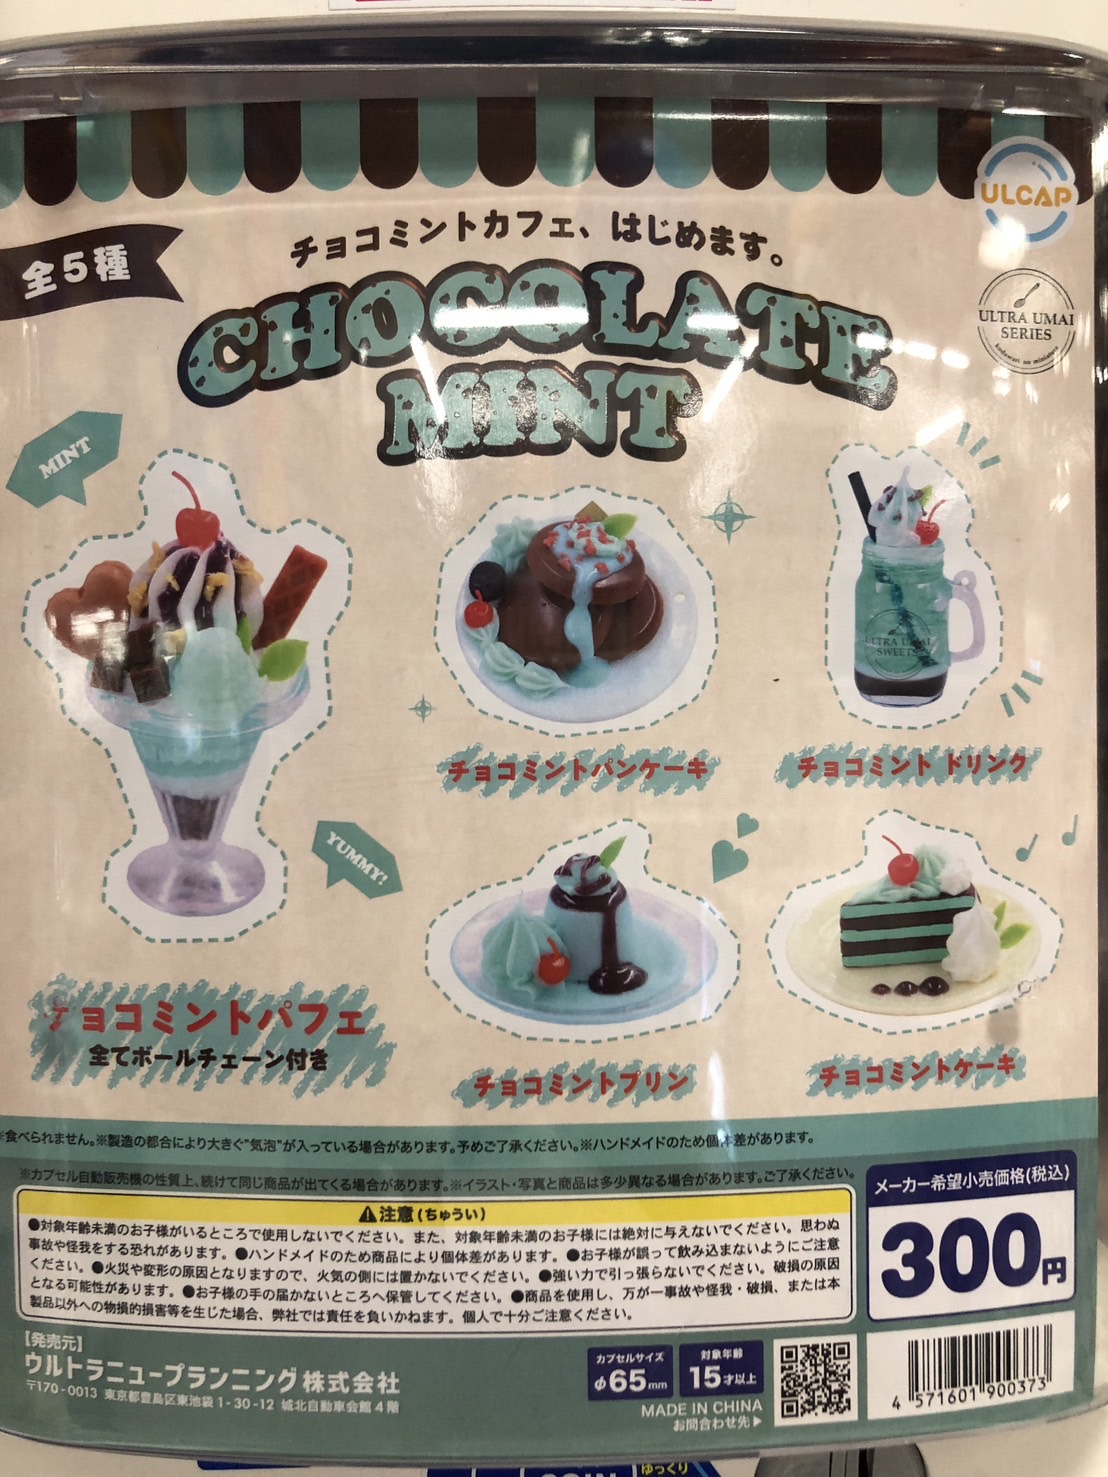 ULCAP
チョコミントカフェ、はじめます。
全5種
CHOCOLATE
MINT
ULTRA UMAI
SERIES
kodawari no miniature
MINT
ULTRA UMAI
SWEETS
チョコミントパンケーキ
チョコミント ドリンク
YUMMY!
チョコミントパフェ
全てボールチェーン付き
チョコミントプリン
チョコミントケーキ
※食べられません。※製造の都合により大きく"気泡"が入っている場合があります。予めご了承ください。※ハンドメイドのため個体差があります。
※カプセル自動販売機の性質上、続けて同じ商品が出てくる場合があります。※イラスト・写真と商品は多少異なる場合があります。ご了承ください。
⚠注意(ちゅうい)
●対象年齢未満のお子様がいるところで使用しないでください。また、対象年齢未満のお子様には絶対に与えないでください。思わぬ
事故や怪我をする恐れがあります。●ハンドメイドのため商品により個体差があります。●お子様が誤って飲み込まないようにご注意
ください。●火災や変形の原因となりますので、火気の側には置かないでください。●強い力で引っ張らないでください。破損の原因
となる可能性があります。●お子様の手の届かないところへ保管してください。●商品を使用し、万が一事故や怪我・破損、または本
製品以外への物損的損害等を生じた場合、弊社では責任を負いかねます。個人で十分ご注意ください。
メーカー希望小売価格(税込)
300円
【発売元】
ウルトラニュープランニング株式会社
〒170-0013 東京都豊島区東池袋1-30-12 城北自動車会館4階
カプセルサイズ
φ65mm
対象年齢
15才以上
MADE IN CHINA
お問合わせ先▶
4 571601 900373
ゆっくり